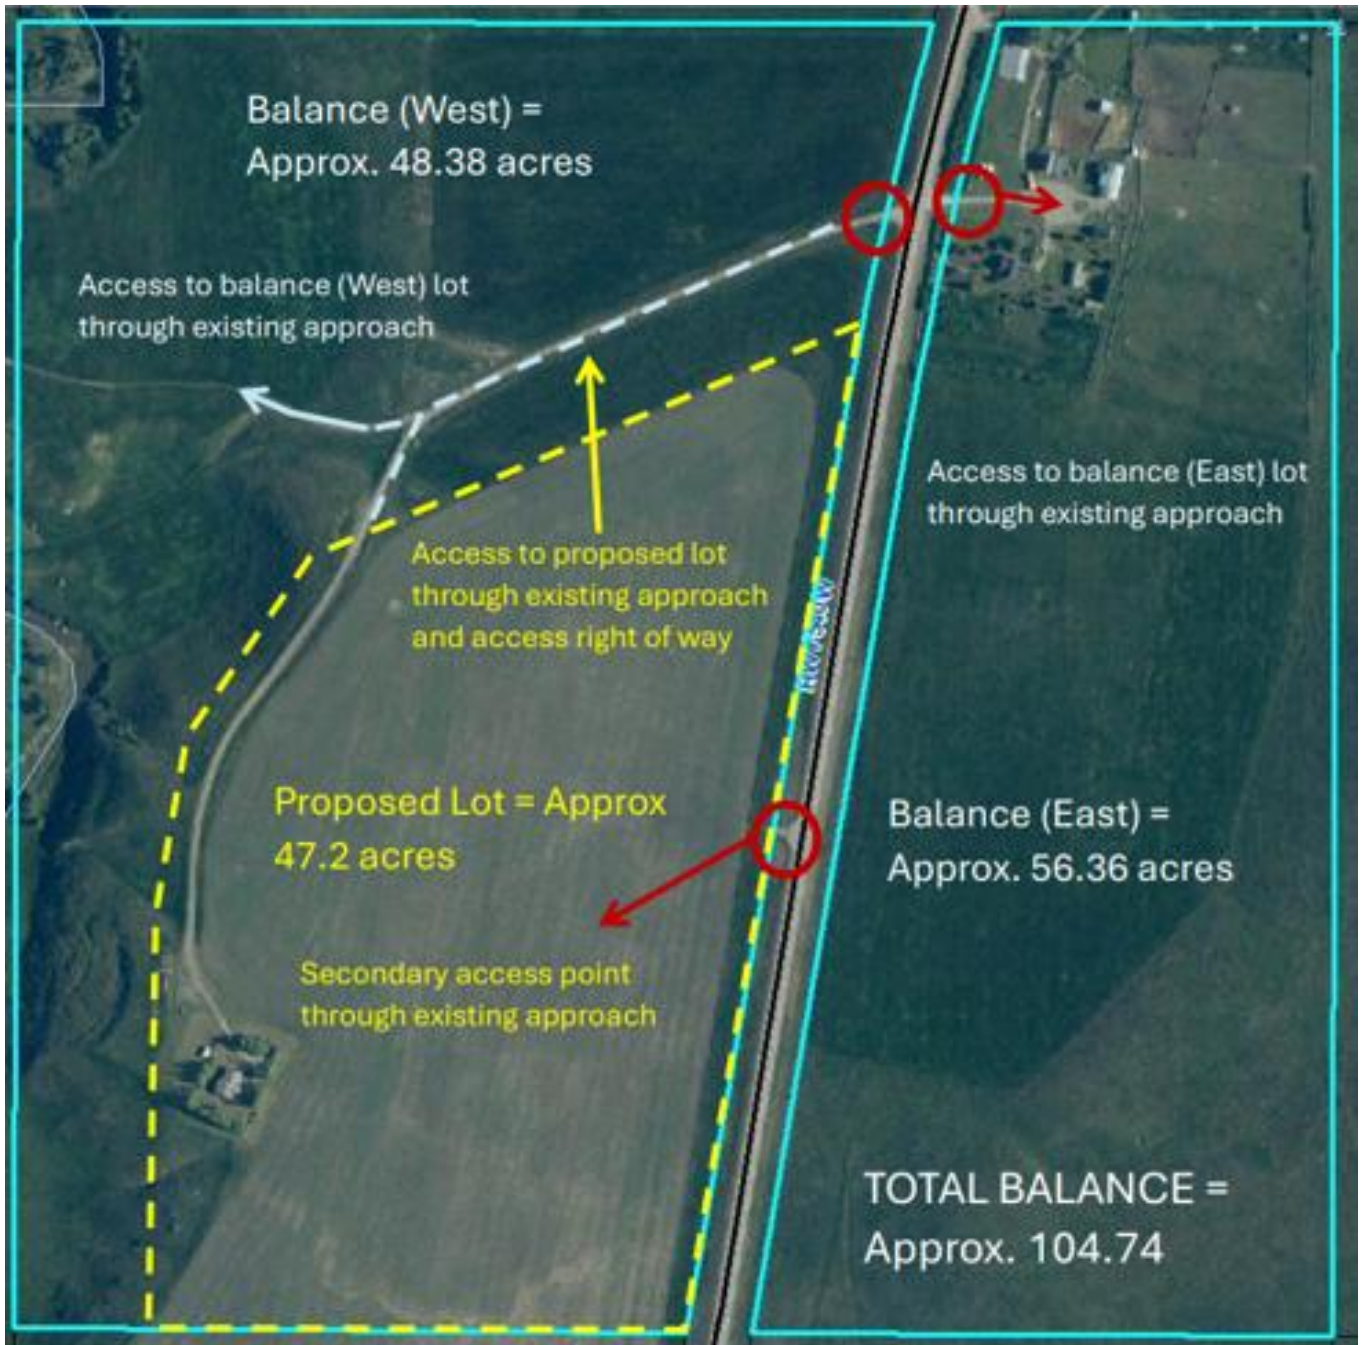 Balance (West) =
Approx. 48.38 acres
Access to balance (West) lot
through existing approach
Access to balance (East) lot
through existing approach
Access to proposed lot
through existing approach
and access right of way
Proposed Lot = Approx
47.2 acres
Balance (East) =
Approx. 56.36 acres
Secondary access point
through existing approach
TOTAL BALANCE =
Approx. 104.74